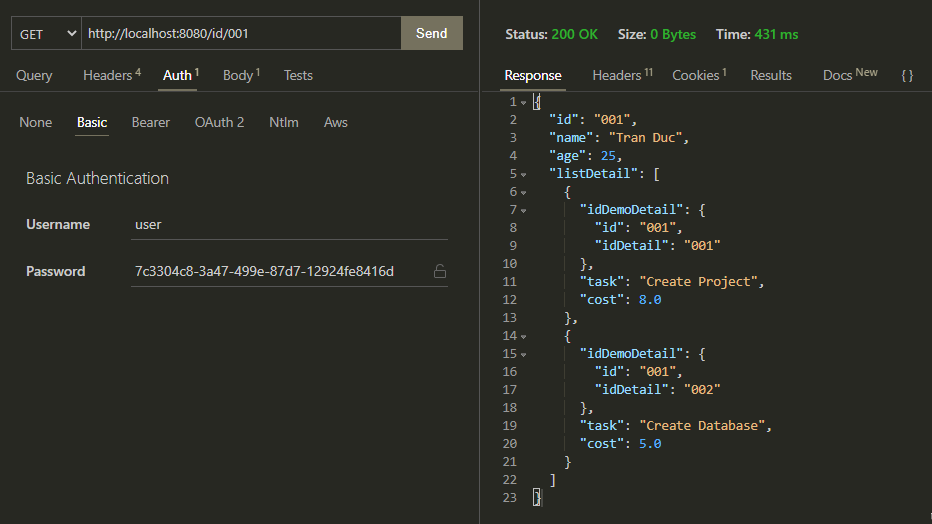 GET http://localhost:8080/id/001 Send
Query Headers 4 Auth 1 Body 1 Tests
None Basic Bearer OAuth 2 Ntlm Aws
Basic Authentication
Username user
Password 7c3304c8-3a47-499e-87d7-12924fe8416d
Status: 200 OK Size: 0 Bytes Time: 431 ms
Response Headers 11 Cookies 1 Results Docs New { }
1 {
2 "id": "001",
3 "name": "Tran Duc",
4 "age": 25,
5 "listDetail": [
6 {
7 "idDemoDetail": {
8 "id": "001",
9 "idDetail": "001"
10 },
11 "task": "Create Project",
12 "cost": 8.0
13 },
14 {
15 "idDemoDetail": {
16 "id": "001",
17 "idDetail": "002"
18 },
19 "task": "Create Database",
20 "cost": 5.0
21 }
22 ]
23 }